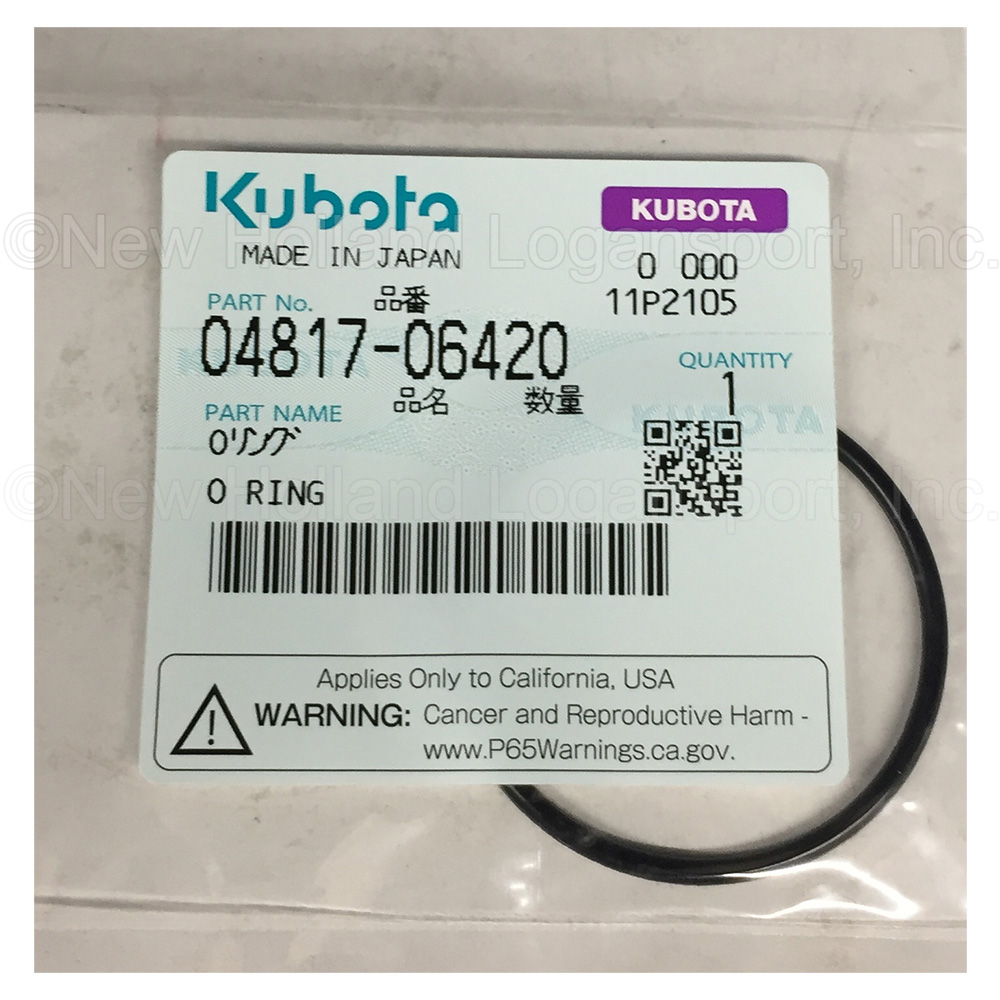 Kubota
KUBOTA
©New Holland Logansport, Inc.
MADE IN JAPAN
0 000
PART No. 品番
11P2105
04817-06420
QUANTITY
品名 数量 1
PART NAME
KUBOTA
Oリング
©New Holland Logansport, Inc.
O RING
Applies Only to California, USA
WARNING: Cancer and Reproductive Harm -
www.P65Warnings.ca.gov.